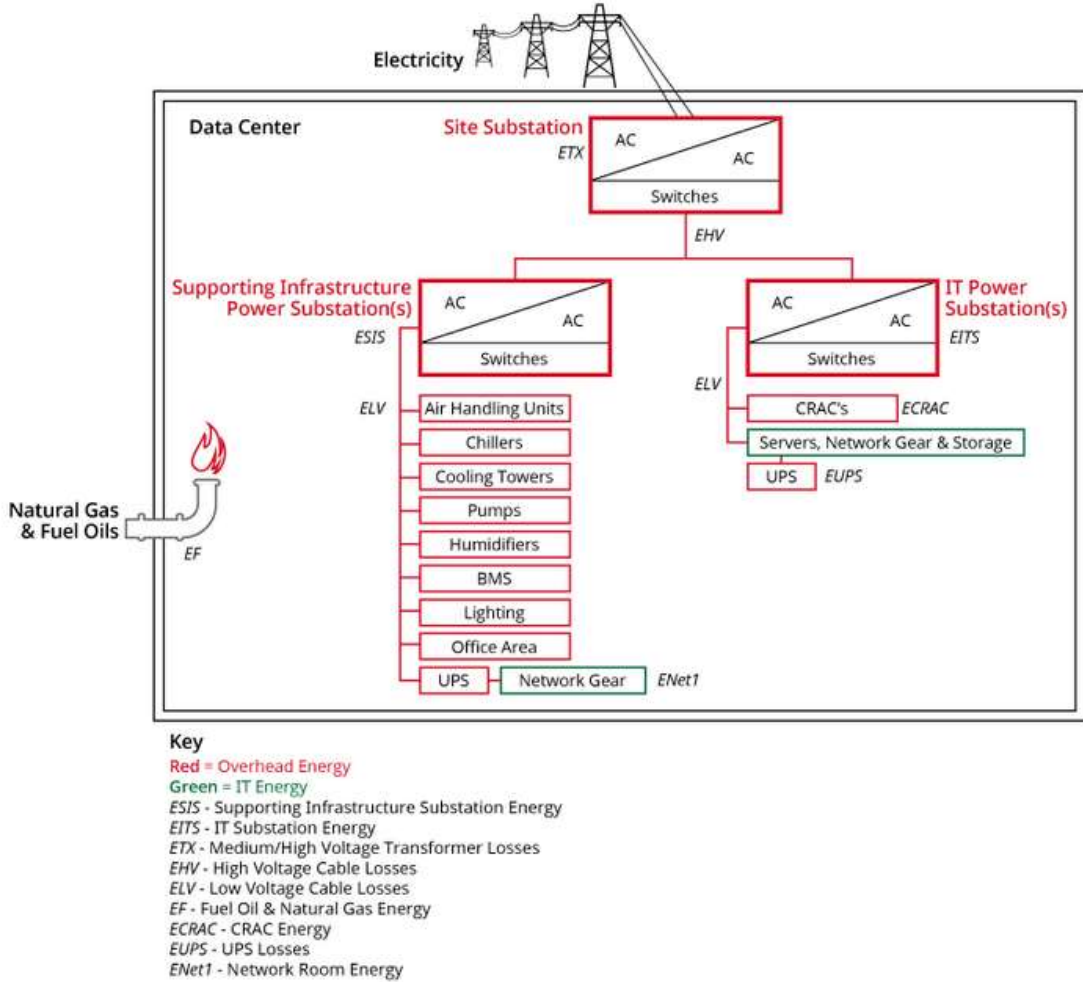 Electricity
Data Center
Site Substation
ETX
AC
AC
Switches
EHV
Supporting Infrastructure
Power Substation(s)
ESIS
AC
AC
Switches
ELV
Air Handling Units
Chillers
Cooling Towers
Pumps
Humidifiers
BMS
Lighting
Office Area
UPS
Network Gear
ENet1
IT Power
Substation(s)
EITS
AC
AC
Switches
ELV
CRAC's
ECRAC
Servers, Network Gear & Storage
UPS
EUPS
Natural Gas
& Fuel Oils
EF
Key
Red = Overhead Energy
Green = IT Energy
ESIS - Supporting Infrastructure Substation Energy
EITS - IT Substation Energy
ETX - Medium/High Voltage Transformer Losses
EHV - High Voltage Cable Losses
ELV - Low Voltage Cable Losses
EF - Fuel Oil & Natural Gas Energy
ECRAC - CRAC Energy
EUPS - UPS Losses
ENet1 - Network Room Energy